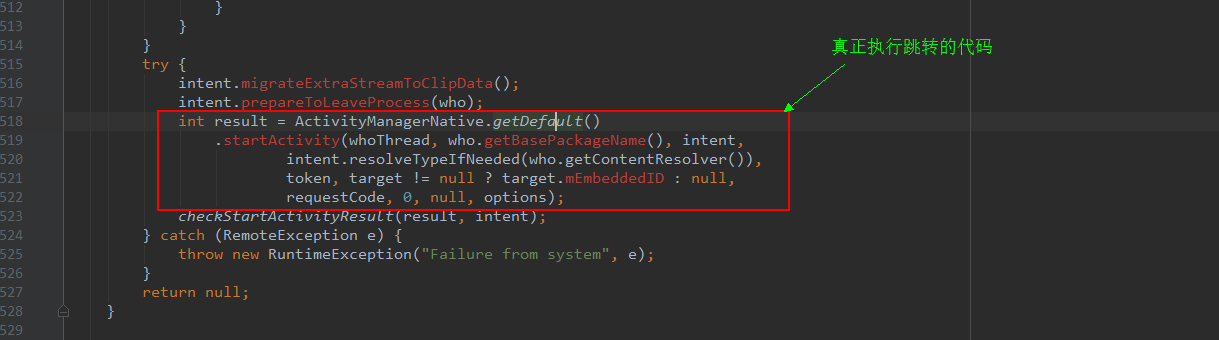 512 }
513 }
514 }
真正执行跳转的代码
515 try {
516 intent.migrateExtraStreamToClipData();
517 intent.prepareToLeaveProcess(who);
518 int result = ActivityManagerNative.getDefault()
519 .startActivity(whoThread, who.getBasePackageName(), intent,
520 intent.resolveTypeIfNeeded(who.getContentResolver()),
521 token, target != null ? target.mEmbeddedID : null,
522 requestCode, 0, null, options);
523 checkStartActivityResult(result, intent);
524 } catch (RemoteException e) {
525 throw new RuntimeException("Failure from system", e);
526 }
527 return null;
528 }
529